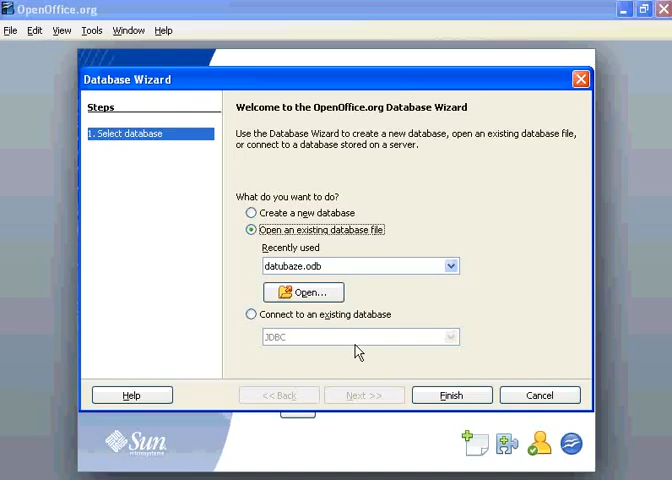 OpenOffice.org
File Edit View Tools Window Help
Database Wizard
Steps
1. Select database
Welcome to the OpenOffice.org Database Wizard
Use the Database Wizard to create a new database, open an existing database file,
or connect to a database stored on a server.
What do you want to do?
Create a new database
Open an existing database file
Recently used
datubaze.odb
Open...
Connect to an existing database
JDBC
Help << Back Next >> Finish Cancel
Sun
microsystems